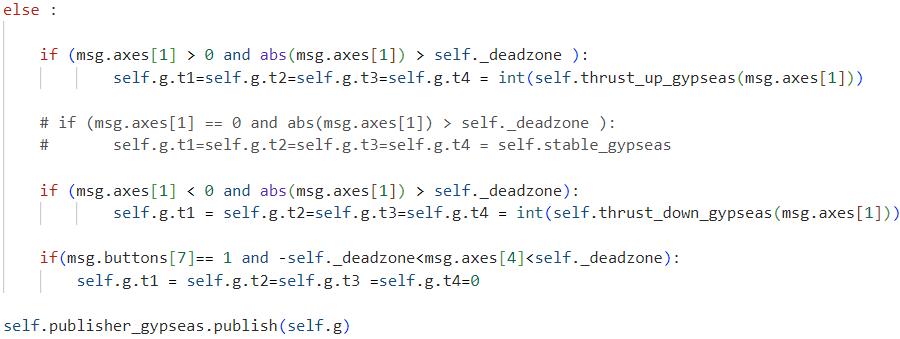 else :
if (msg.axes[1] > 0 and abs(msg.axes[1]) > self._deadzone ):
self.g.t1=self.g.t2=self.g.t3=self.g.t4 = int(self.thrust_up_gypseas(msg.axes[1]))
# if (msg.axes[1] == 0 and abs(msg.axes[1]) > self._deadzone ):
#       self.g.t1=self.g.t2=self.g.t3=self.g.t4 = self.stable_gypseas
if (msg.axes[1] < 0 and abs(msg.axes[1]) > self._deadzone):
self.g.t1 = self.g.t2=self.g.t3=self.g.t4 = int(self.thrust_down_gypseas(msg.axes[1]))
if(msg.buttons[7]== 1 and -self._deadzone<msg.axes[4]<self._deadzone):
self.g.t1 = self.g.t2=self.g.t3 =self.g.t4=0
self.publisher_gypseas.publish(self.g)